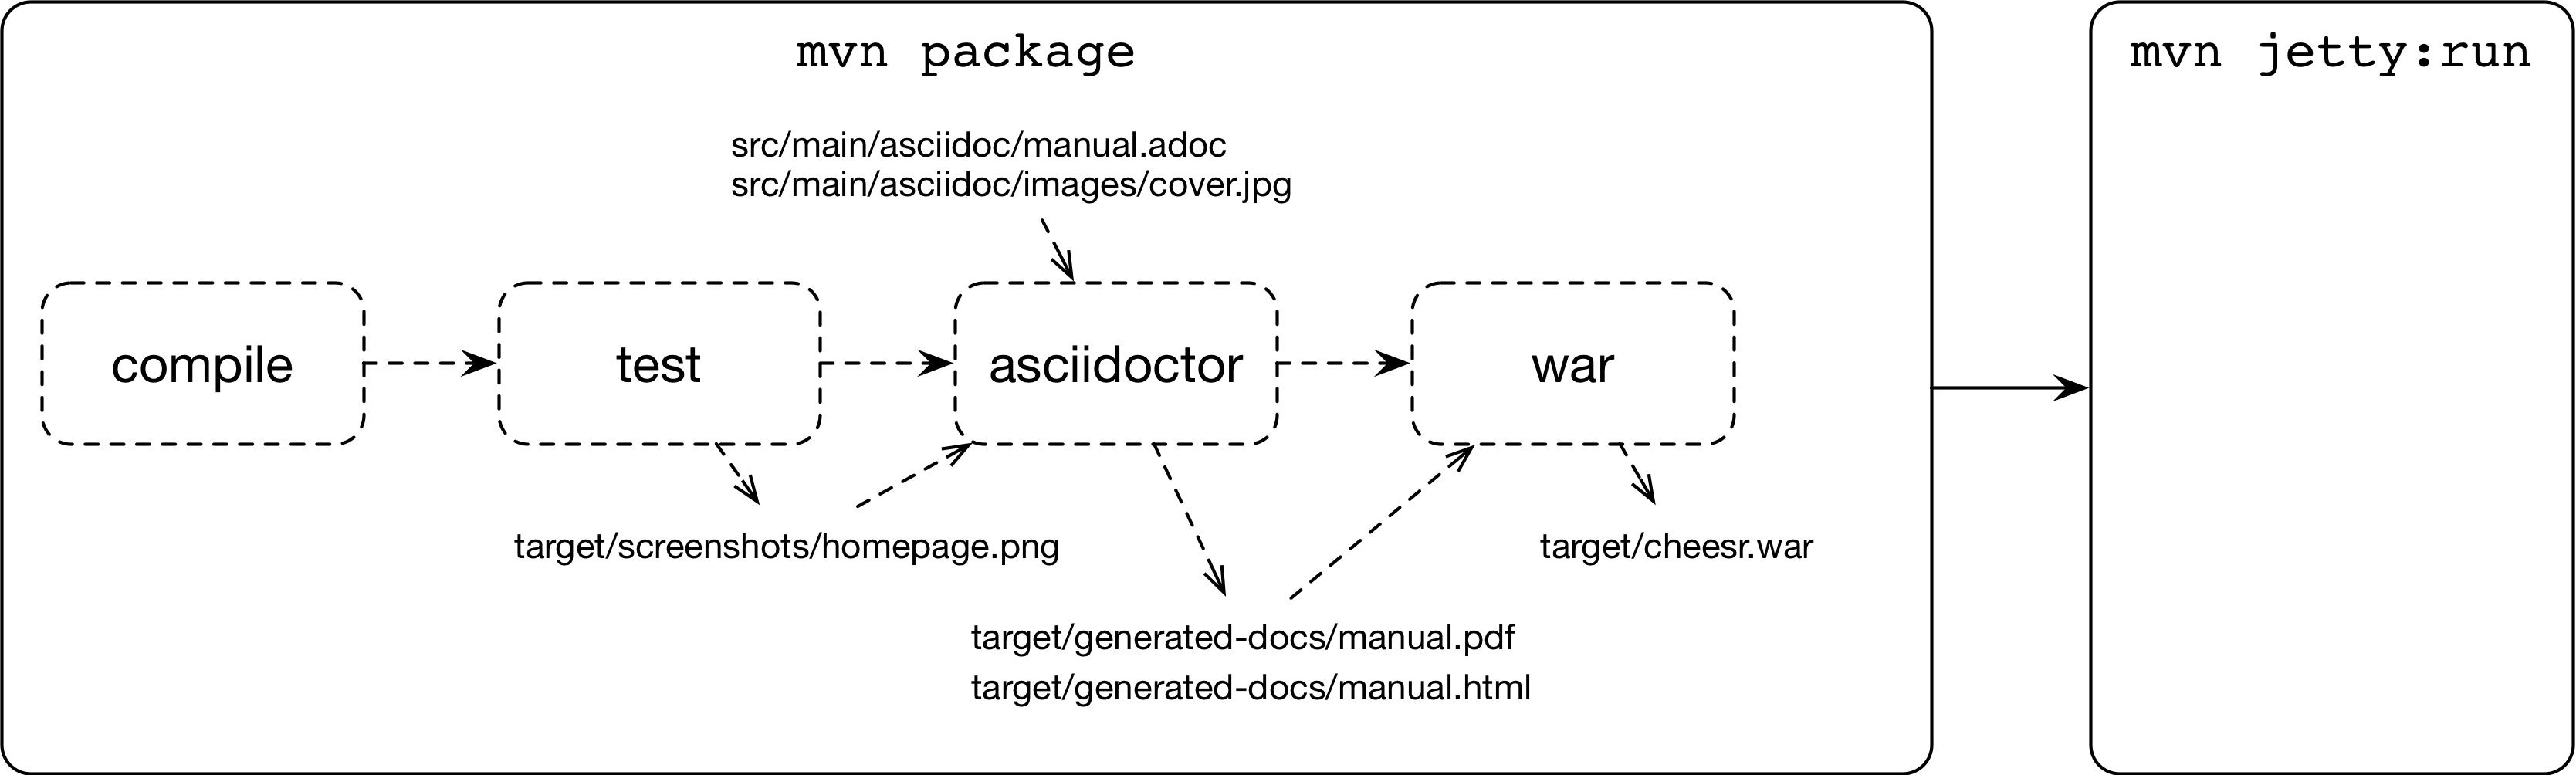 mvn package
mvn jetty:run
src/main/asciidoc/manual.adoc
src/main/asciidoc/images/cover.jpg
compile
test
asciidoctor
war
target/screenshots/homepage.png
target/cheesr.war
target/generated-docs/manual.pdf
target/generated-docs/manual.html